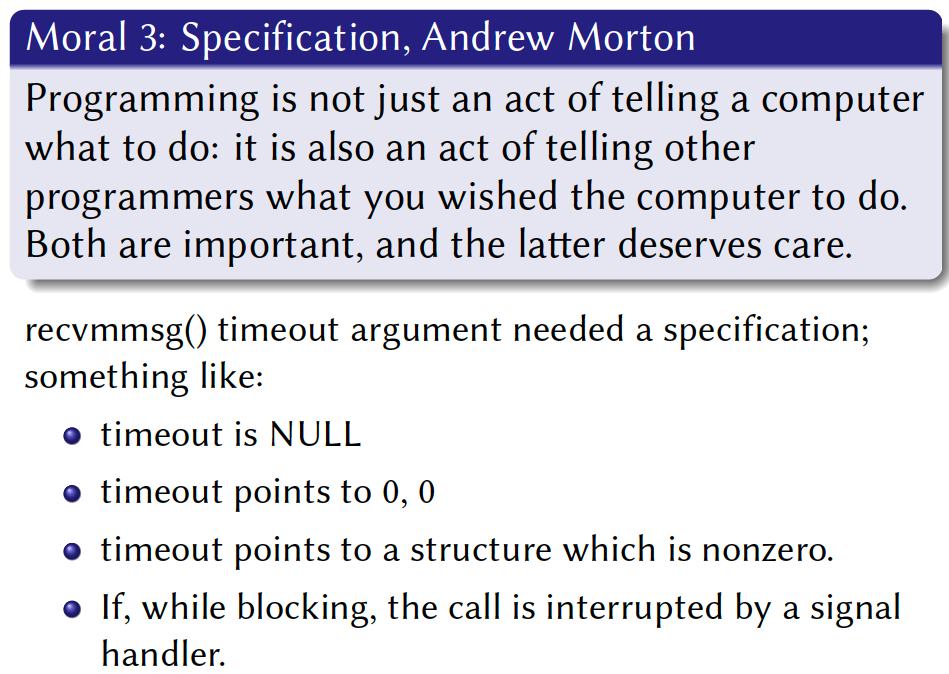 Moral 3: Specification, Andrew Morton
Programming is not just an act of telling a computer
what to do: it is also an act of telling other
programmers what you wished the computer to do.
Both are important, and the latter deserves care.
recvmmsg() timeout argument needed a specification;
something like:
timeout is NULL
timeout points to 0, 0
timeout points to a structure which is nonzero.
If, while blocking, the call is interrupted by a signal
handler.